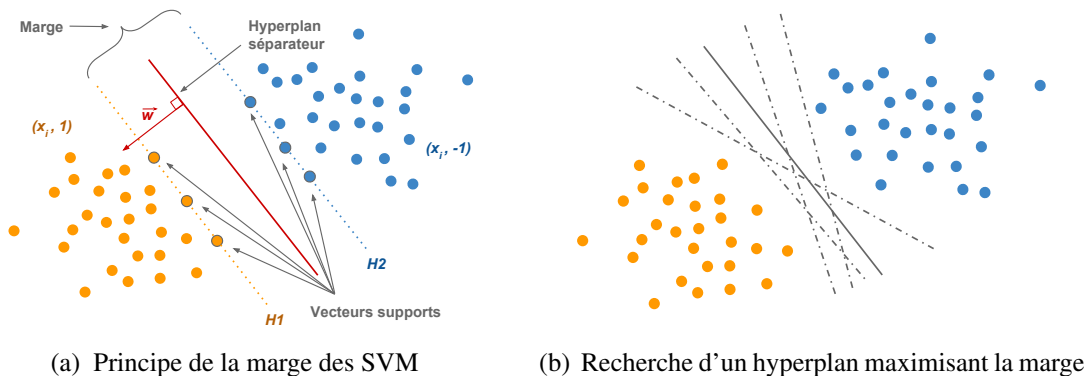 Marge
Hyperplan
séparateur
w
(xi, 1)
(xi, -1)
H2
H1
Vecteurs supports
(a) Principe de la marge des SVM
(b) Recherche d'un hyperplan maximisant la marge